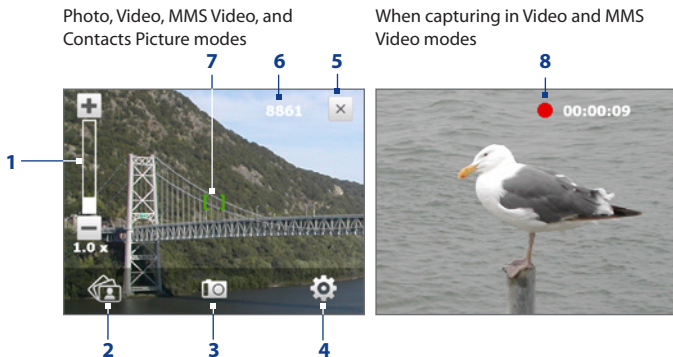 Photo, Video, MMS Video, and
Contacts Picture modes
When capturing in Video and MMS
Video modes
7
6
5
8
8861
00:00:09
1
1.0 x
2
3
4